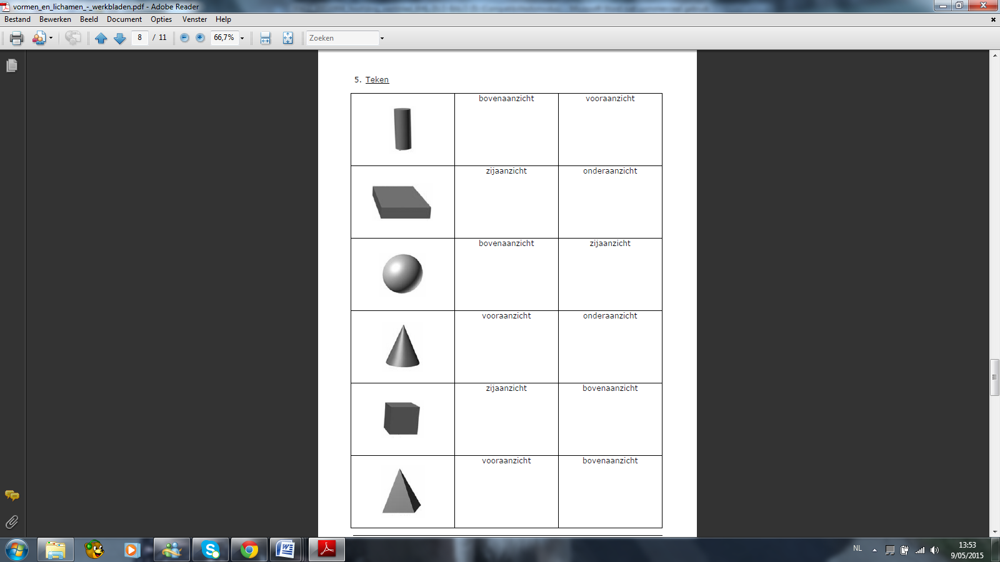 vormen_en_lichamen_-_werkbladen.pdf - Adobe Reader
Bestand Bewerken Beeld Document Opties Venster Help
8 / 11 66,7% Zoeken
5. Teken
bovenaanzicht vooraanzicht
zijaanzicht onderaanzicht
bovenaanzicht zijaanzicht
vooraanzicht onderaanzicht
zijaanzicht bovenaanzicht
vooraanzicht bovenaanzicht
NL 13:53
9/05/2015